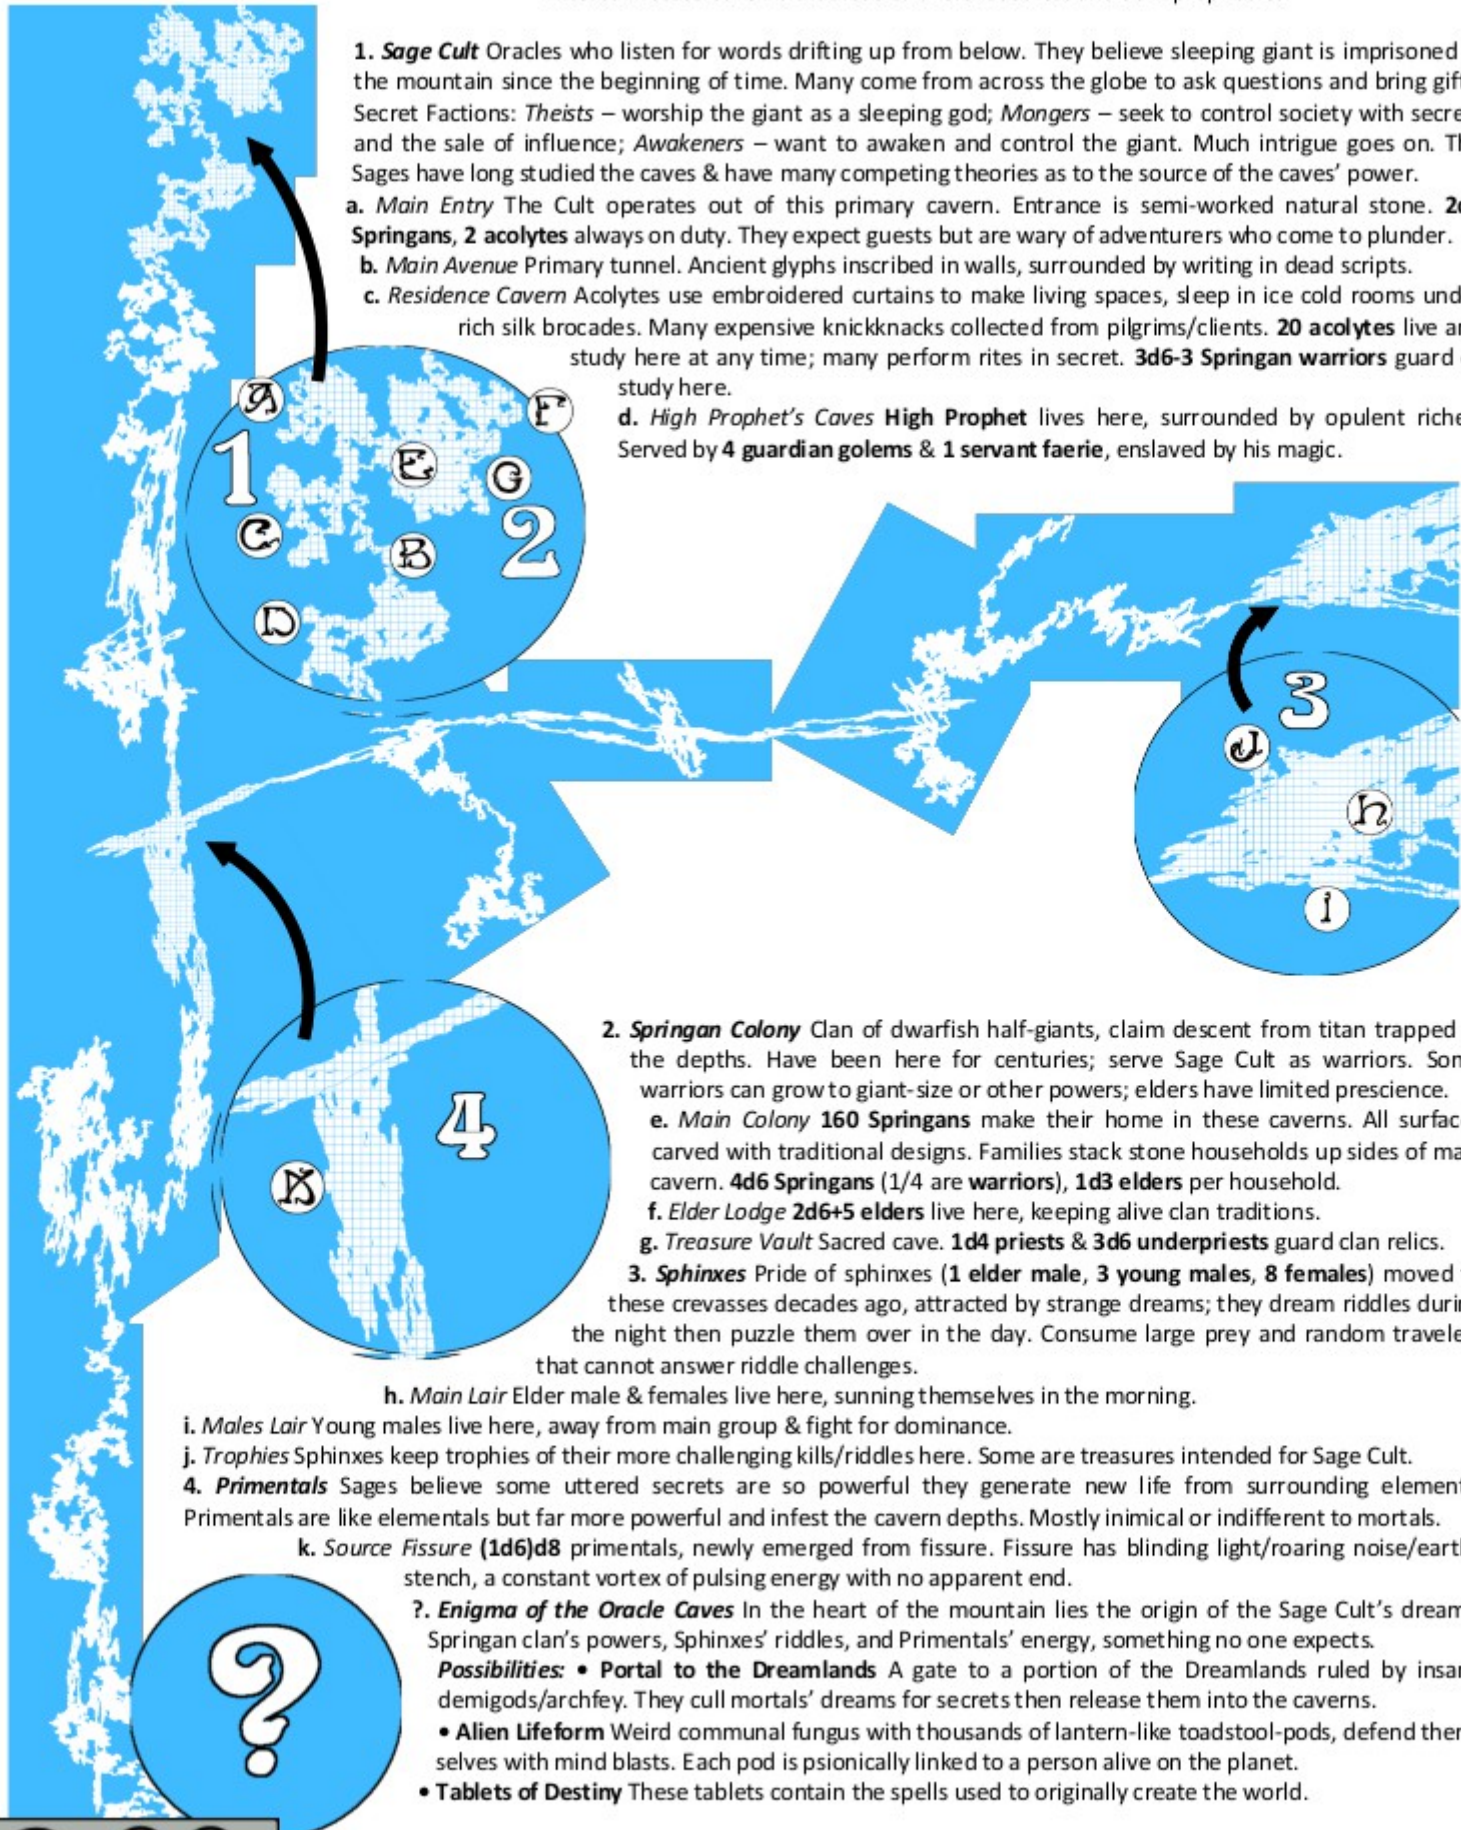 1. Sage Cult Oracles who listen for words drifting up from below. They believe sleeping giant is imprisoned
the mountain since the beginning of time. Many come from across the globe to ask questions and bring gif
Secret Factions: Theists – worship the giant as a sleeping god; Mongers – seek to control society with secre
and the sale of influence; Awakeners – want to awaken and control the giant. Much intrigue goes on. Th
Sages have long studied the caves & have many competing theories as to the source of the caves' power.
a. Main Entry The Cult operates out of this primary cavern. Entrance is semi-worked natural stone. 2
Springans, 2 acolytes always on duty. They expect guests but are wary of adventurers who come to plunder.
b. Main Avenue Primary tunnel. Ancient glyphs inscribed in walls, surrounded by writing in dead scripts.
c. Residence Cavern Acolytes use embroidered curtains to make living spaces, sleep in ice cold rooms und
rich silk brocades. Many expensive knickknacks collected from pilgrims/clients. 20 acolytes live a
study here at any time; many perform rites in secret. 3d6-3 Springan warriors guard
study here.
d. High Prophet's Caves High Prophet lives here, surrounded by opulent riche
Served by 4 guardian golems & 1 servant faerie, enslaved by his magic.
A
F
1
E
G
C
B
2
D
3
J
h
i
4
K
2. Springan Colony Clan of dwarfish half-giants, claim descent from titan trapped
the depths. Have been here for centuries; serve Sage Cult as warriors. Som
warriors can grow to giant-size or other powers; elders have limited prescience.
e. Main Colony 160 Springans make their home in these caverns. All surfac
carved with traditional designs. Families stack stone households up sides of ma
cavern. 4d6 Springans (1/4 are warriors), 1d3 elders per household.
f. Elder Lodge 2d6+5 elders live here, keeping alive clan traditions.
g. Treasure Vault Sacred cave. 1d4 priests & 3d6 underpriests guard clan relics.
3. Sphinxes Pride of sphinxes (1 elder male, 3 young males, 8 females) moved
these crevasses decades ago, attracted by strange dreams; they dream riddles duri
the night then puzzle them over in the day. Consume large prey and random travele
that cannot answer riddle challenges.
h. Main Lair Elder male & females live here, sunning themselves in the morning.
i. Males Lair Young males live here, away from main group & fight for dominance.
j. Trophies Sphinxes keep trophies of their more challenging kills/riddles here. Some are treasures intended for Sage Cult.
4. Primentals Sages believe some uttered secrets are so powerful they generate new life from surrounding element
Primentals are like elementals but far more powerful and infest the cavern depths. Mostly inimical or indifferent to mortals.
k. Source Fissure (1d6)d8 primentals, newly emerged from fissure. Fissure has blinding light/roaring noise/eart
stench, a constant vortex of pulsing energy with no apparent end.
?. Enigma of the Oracle Caves In the heart of the mountain lies the origin of the Sage Cult's dream
Springan clan's powers, Sphinxes' riddles, and Primentals' energy, something no one expects.
Possibilities: • Portal to the Dreamlands A gate to a portion of the Dreamlands ruled by insa
demigods/archfey. They cull mortals' dreams for secrets then release them into the caverns.
• Alien Lifeform Weird communal fungus with thousands of lantern-like toadstool-pods, defend the
selves with mind blasts. Each pod is psionically linked to a person alive on the planet.
• Tablets of Destiny These tablets contain the spells used to originally create the world.
?